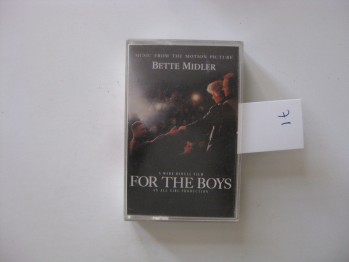 MUSIC FROM THE MOTION PICTURE
BETTE MIDLER
A MARK RYDELL FILM
FOR THE BOYS
AN ALL GIRL PRODUCTION